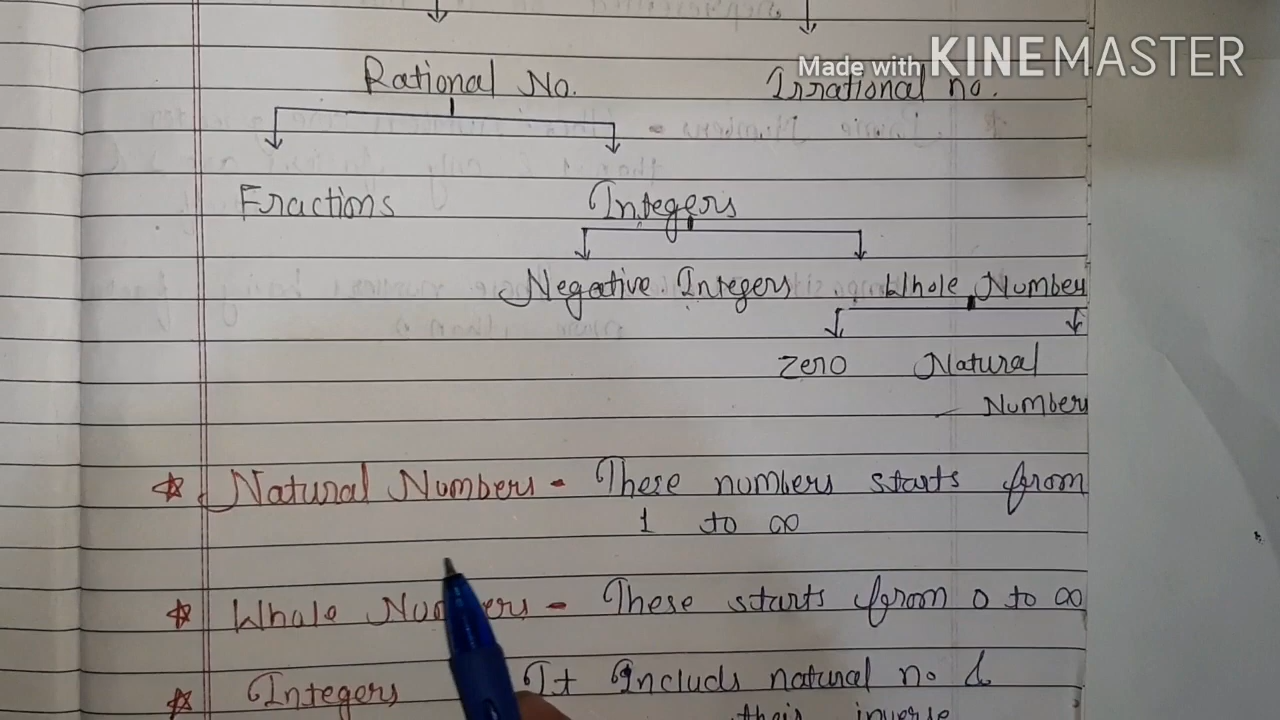 Made with KINEMASTER
Rational No. Irrational no.
Fractions Integers
Negative Integers Whole Number
Zero Natural
Number
☆ Natural Numbers - These numbers starts from
1 to ∞
☆ Whole - These starts from 0 to ∞
☆ Integers It Includs natural no &
their inverse